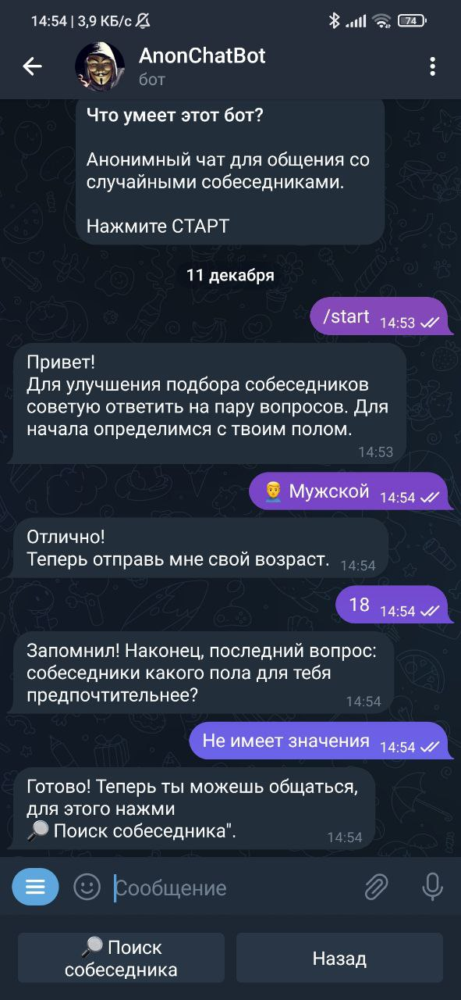 14:54 | 3,9 КБ/с
74
AnonChatBot
бот
Что умеет этот бот?
Анонимный чат для общения со
случайными собеседниками.
Нажмите СТАРТ
11 декабря
/start 14:53
Привет!
Для улучшения подбора собеседников
советую ответить на пару вопросов. Для
начала определимся с твоим полом.
14:53
Мужской 14:54
Отлично!
Теперь отправь мне свой возраст. 14:54
18 14:54
Запомнил! Наконец, последний вопрос:
собеседники какого пола для тебя
предпочтительнее? 14:54
Не имеет значения 14:54
Готово! Теперь ты можешь общаться,
для этого нажми
🔎 Поиск собеседника". 14:54
Сообщение
🔎 Поиск
собеседника
Назад